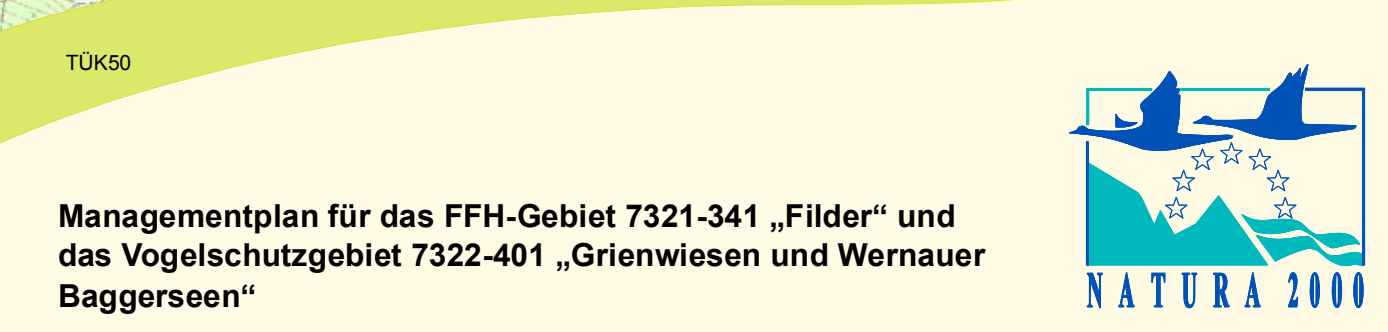 TÜK50
Managementplan für das FFH-Gebiet 7321-341 „Filder“ und
das Vogelschutzgebiet 7322-401 „Grienwiesen und Wernauer
Baggerseen“
NATURA 2000